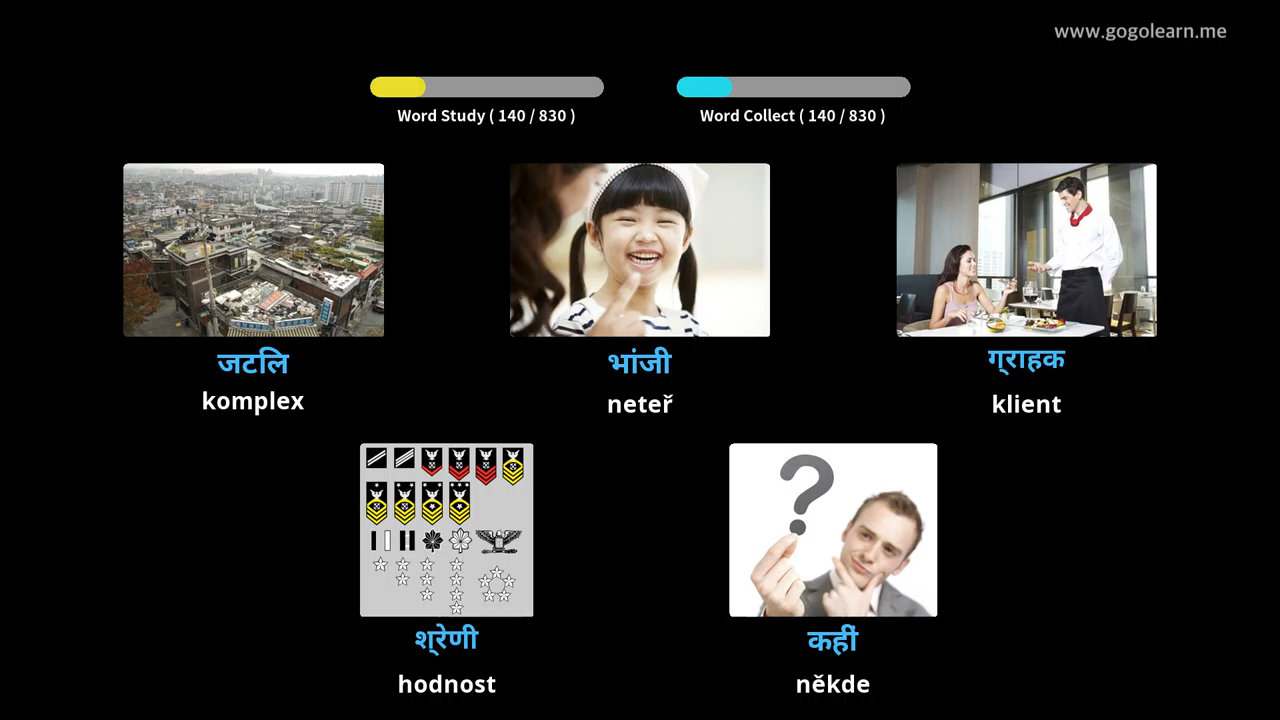 www.gogolearn.me
Word Study ( 140 / 830 )
Word Collect ( 140 / 830 )
जटलि
भांजी
ग्राहक
komplex
neteř
klient
श्रेणी
कहीं
hodnost
někde